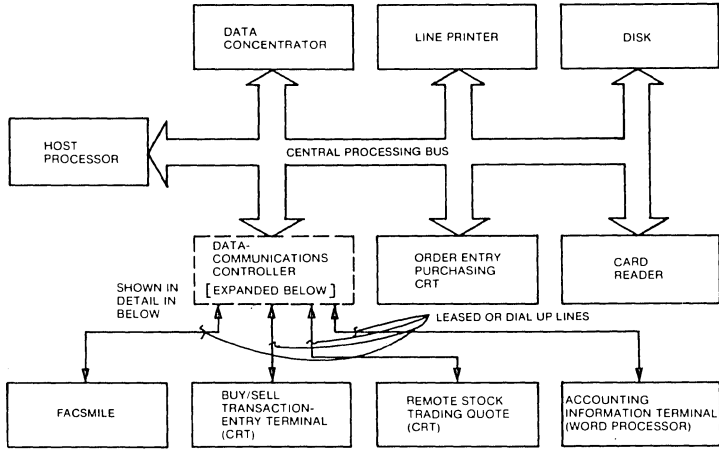 DATA
CONCENTRATOR
LINE PRINTER
DISK
HOST
PROCESSOR
CENTRAL PROCESSING BUS
DATA-
COMMUNICATIONS
CONTROLLER
[EXPANDED BELOW]
ORDER ENTRY
PURCHASING
CRT
CARD
READER
SHOWN IN
DETAIL IN
BELOW
LEASED OR DIAL UP LINES
FACSMILE
BUY/SELL
TRANSACTION-
ENTRY TERMINAL
(CRT)
REMOTE STOCK
TRADING QUOTE
(CRT)
ACCOUNTING
INFORMATION TERMINAL
(WORD PROCESSOR)